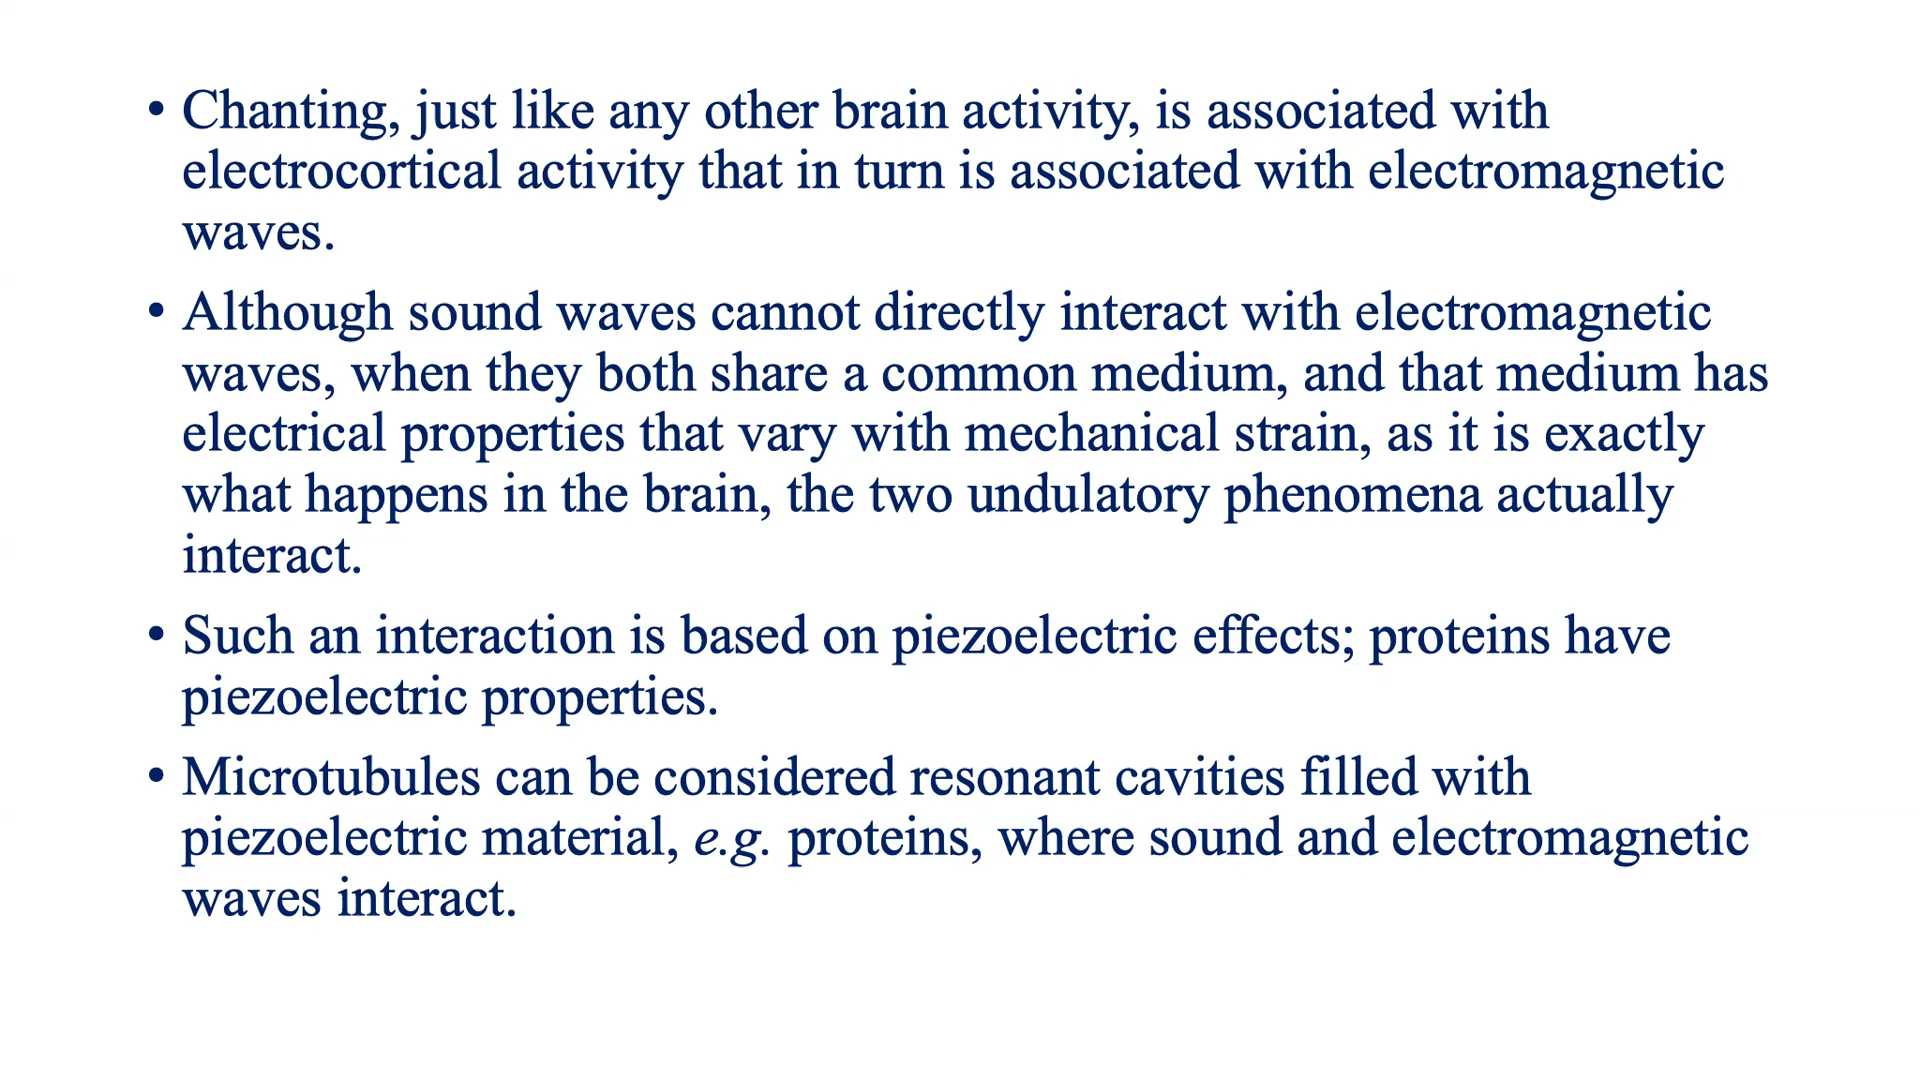 • Chanting, just like any other brain activity, is associated with
electrocortical activity that in turn is associated with electromagnetic
waves.
• Although sound waves cannot directly interact with electromagnetic
waves, when they both share a common medium, and that medium has
electrical properties that vary with mechanical strain, as it is exactly
what happens in the brain, the two undulatory phenomena actually
interact.
• Such an interaction is based on piezoelectric effects; proteins have
piezoelectric properties.
• Microtubules can be considered resonant cavities filled with
piezoelectric material, e.g. proteins, where sound and electromagnetic
waves interact.